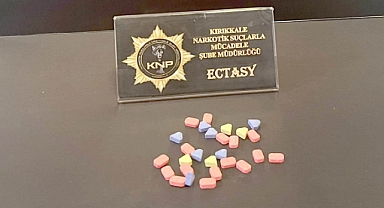 KIRIKKALE
NARKOTİK SUÇLARLA
MÜCADELE
ŞUBE MÜDÜRLÜĞÜ
KNP
ECTASY